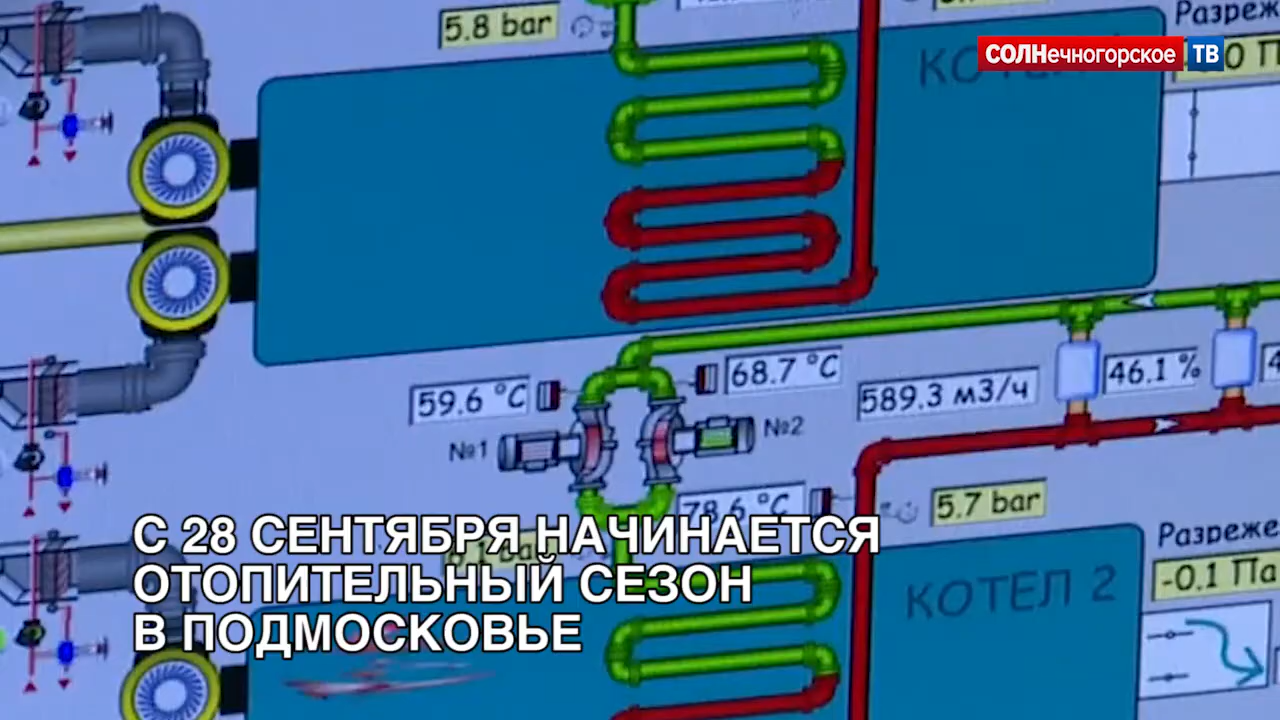 5.8 bar
Разреж
СОЛНечногорское ТВ
59.6 °C
68.7 °C
589.3 м3/ч
46.1 %
№1
№2
78.6 °C
5.7 bar
Разреже
-0.1 Па
КОТЕЛ 2
С 28 СЕНТЯБРЯ НАЧИНАЕТСЯ
ОТОПИТЕЛЬНЫЙ СЕЗОН
В ПОДМОСКОВЬЕ